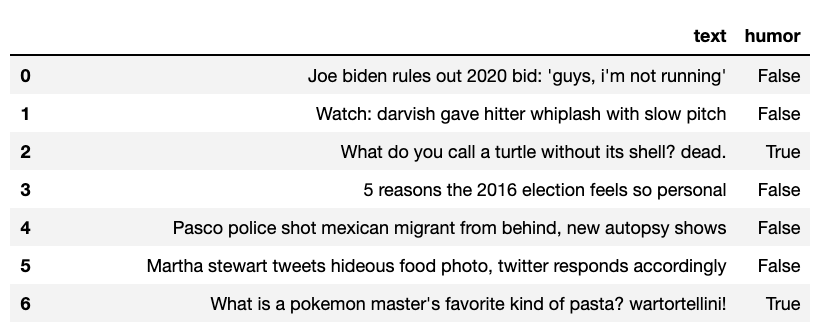 text humor
0 Joe biden rules out 2020 bid: 'guys, i'm not running' False
1 Watch: darvish gave hitter whiplash with slow pitch False
2 What do you call a turtle without its shell? dead. True
3 5 reasons the 2016 election feels so personal False
4 Pasco police shot mexican migrant from behind, new autopsy shows False
5 Martha stewart tweets hideous food photo, twitter responds accordingly False
6 What is a pokemon master's favorite kind of pasta? wartortellini! True